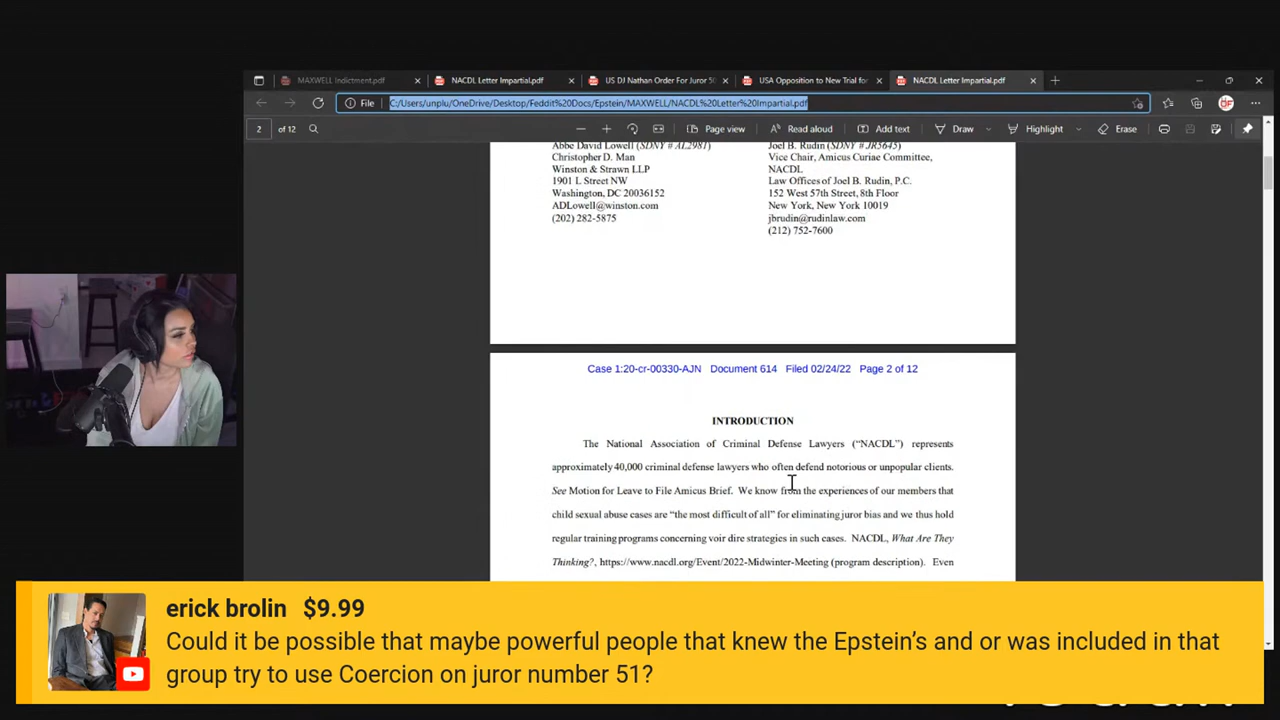 MAXWELL Indictment.pdf
NACDL Letter Impartial.pdf
US DJ Nathan Order For Juror 5
USA Opposition to New Trial for
NACDL Letter Impartial.pdf
File
C:/Users/unplu/OneDrive/Desktop/Feddit%20Docs/Epstein/MAXWELL/NACDL%20Letter%20Impartial.pdf
2 of 12
Page view
Read aloud
Add text
Draw
Highlight
Erase
Abbe David Lowell (SDNY # AL2981)
Christopher D. Man
Winston & Strawn LLP
1901 L Street NW
Washington, DC 20036152
ADLowell@winston.com
(202) 282-5875
Joel B. Rudin (SDNY # JR5645)
Vice Chair, Amicus Curiae Committee,
NACDL
Law Offices of Joel B. Rudin, P.C.
152 West 57th Street, 8th Floor
New York, New York 10019
jbrudin@rudinlaw.com
(212) 752-7600
Case 1:20-cr-00330-AJN Document 614 Filed 02/24/22 Page 2 of 12
INTRODUCTION
The National Association of Criminal Defense Lawyers (“NACDL”) represents
approximately 40,000 criminal defense lawyers who often defend notorious or unpopular clients.
See Motion for Leave to File Amicus Brief. We know from the experiences of our members that
child sexual abuse cases are “the most difficult of all” for eliminating juror bias and we thus hold
regular training programs concerning voir dire strategies in such cases. NACDL, What Are They
Thinking?, https://www.nacdl.org/Event/2022-Midwinter-Meeting (program description). Even
erick brolin $9.99
Could it be possible that maybe powerful people that knew the Epstein’s and or was included in that
group try to use Coercion on juror number 51?